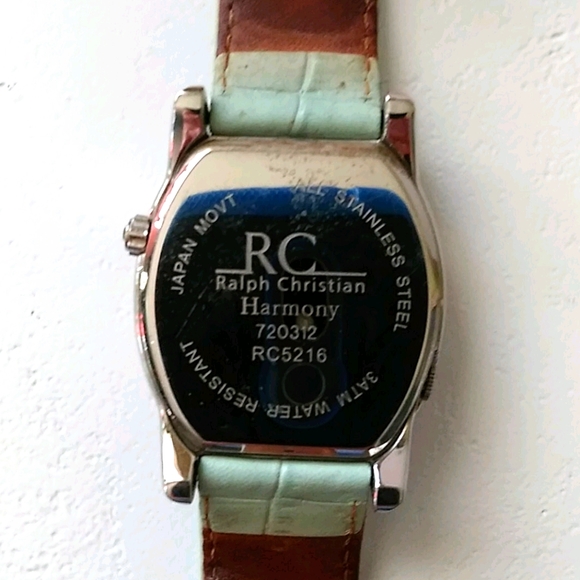 JAPAN MOVT
ALL STAINLESS STEEL
RC
Ralph Christian
Harmony
720312
RC5216
3ATM WATER RESISTANT